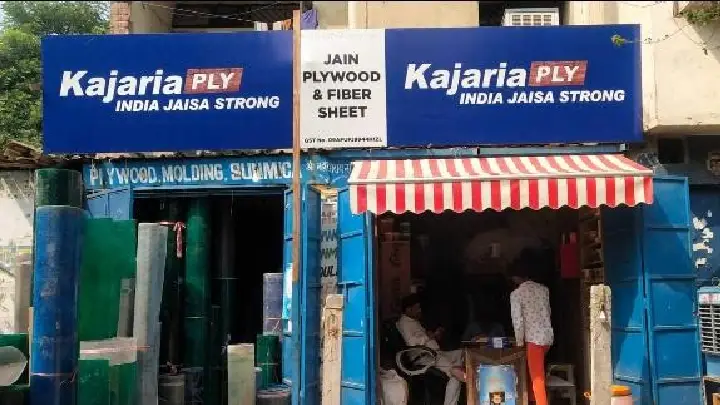 Kajaria PLY
INDIA JAISA STRONG
JAIN
PLYWOOD
& FIBER
SHEET
Kajaria PLY
INDIA JAISA STRONG
PLYWOOD, MOLDING, SUNMIC